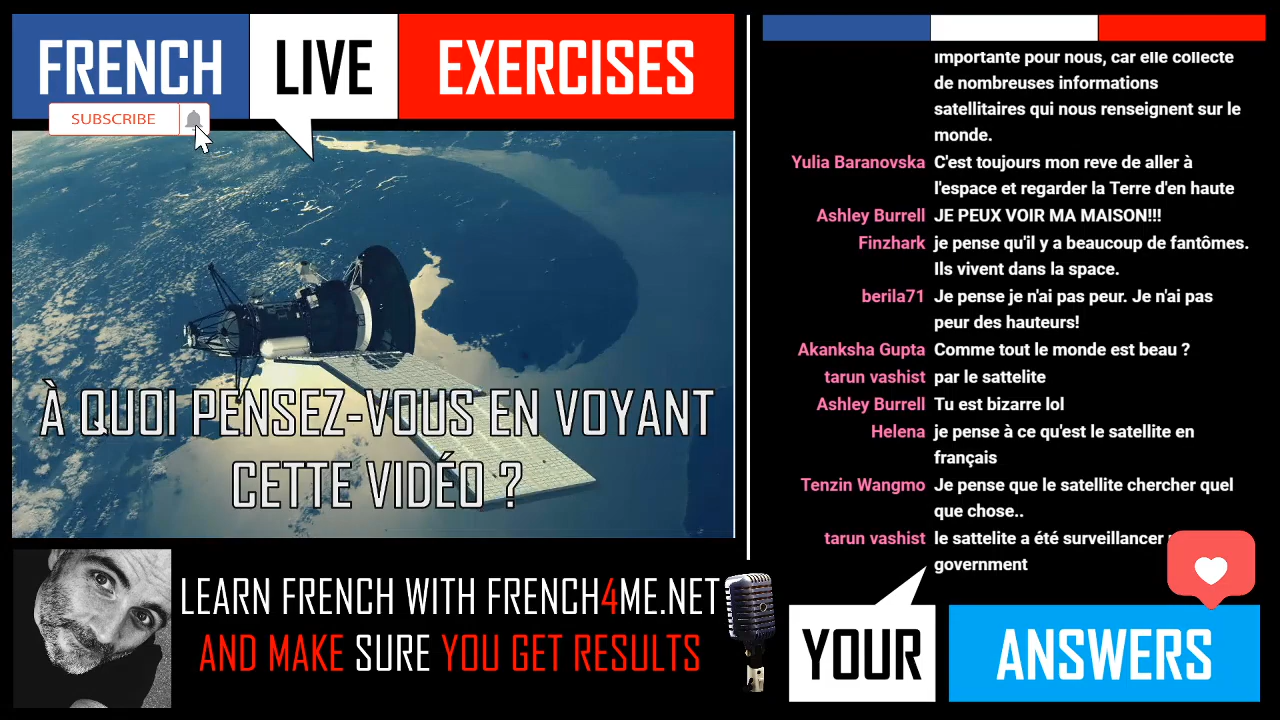 FRENCH LIVE EXERCISES
SUBSCRIBE
À QUOI PENSEZ-VOUS EN VOYANT
CETTE VIDÉO ?
LEARN FRENCH WITH FRENCH4ME.NET
AND MAKE SURE YOU GET RESULTS
importante pour nous, car elle collecte
de nombreuses informations
satellitaires qui nous renseignent sur le
monde.
Yulia Baranovska C'est toujours mon reve de aller à
l'espace et regarder la Terre d'en haute
Ashley Burrell JE PEUX VOIR MA MAISON!!!
Finzhark je pense qu'il y a beaucoup de fantômes.
Ils vivent dans la space.
berila71 Je pense je n'ai pas peur. Je n'ai pas
peur des hauteurs!
Akanksha Gupta Comme tout le monde est beau ?
tarun vashist par le sattelite
Ashley Burrell Tu est bizarre lol
Helena je pense à ce qu'est le satellite en
français
Tenzin Wangmo Je pense que le satellite chercher quel
que chose..
tarun vashist le sattelite a été surveillancer
government
YOUR ANSWERS